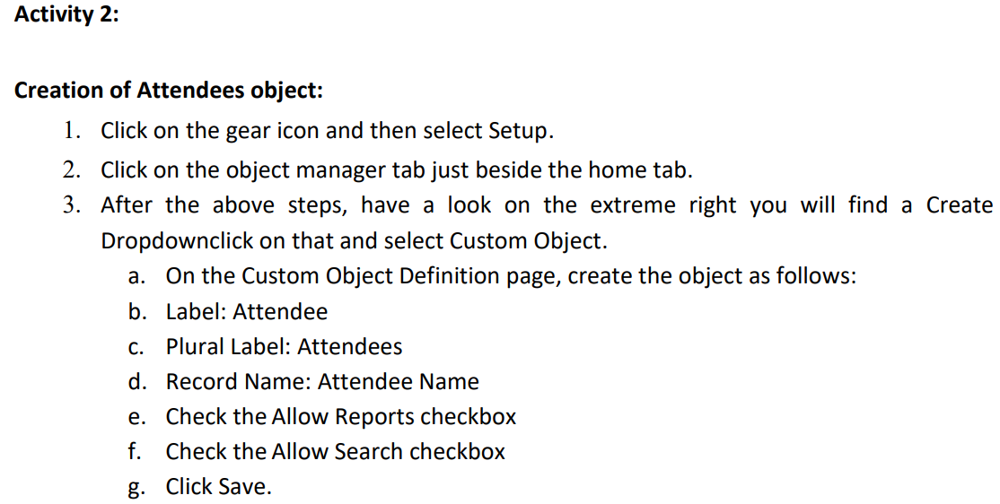 Activity 2:
Creation of Attendees object:
1. Click on the gear icon and then select Setup.
2. Click on the object manager tab just beside the home tab.
3. After the above steps, have a look on the extreme right you will find a Create
Dropdownclick on that and select Custom Object.
a. On the Custom Object Definition page, create the object as follows:
b. Label: Attendee
c. Plural Label: Attendees
d. Record Name: Attendee Name
e. Check the Allow Reports checkbox
f. Check the Allow Search checkbox
g. Click Save.